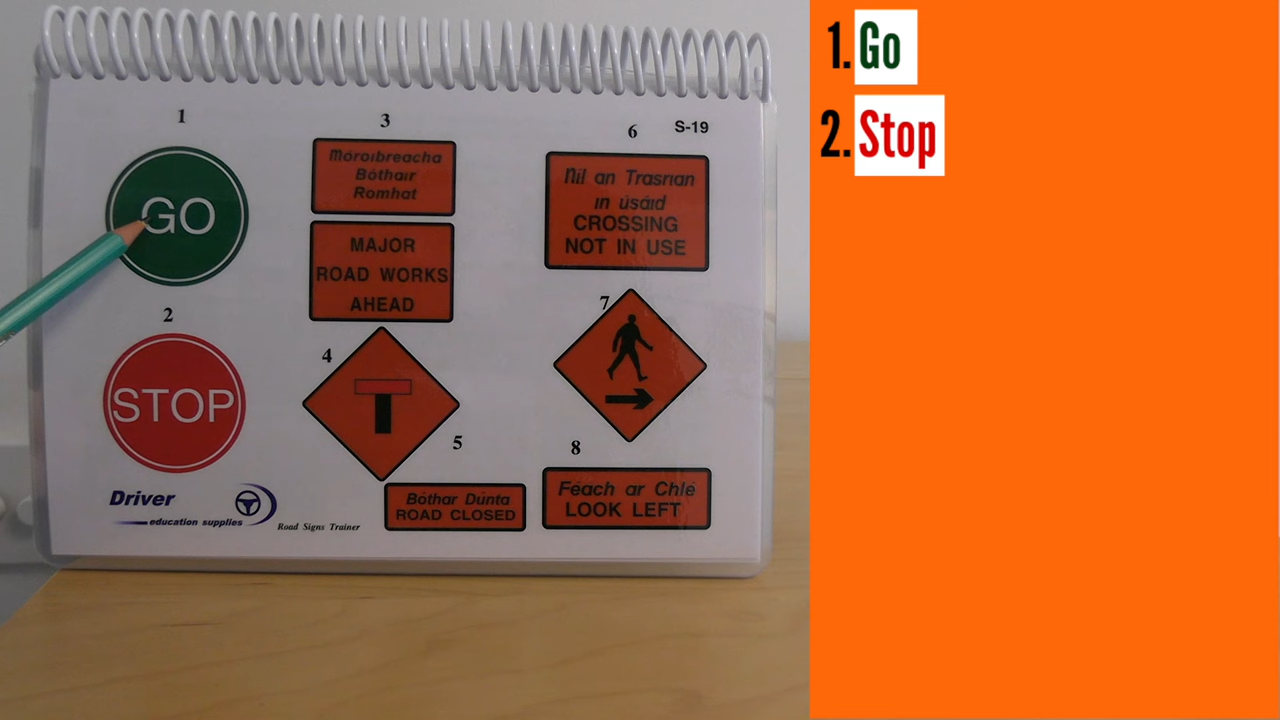 1
GO
2
STOP
3
Móroibreacha
Bóthair
Romhat
MAJOR
ROAD WORKS
AHEAD
4
5
Bóthar Dúnta
ROAD CLOSED
6
S-19
Níl an Trasrian
in úsáid
CROSSING
NOT IN USE
7
8
Féach ar Chlé
LOOK LEFT
Driver
education supplies
Road Signs Trainer
1. Go
2. Stop